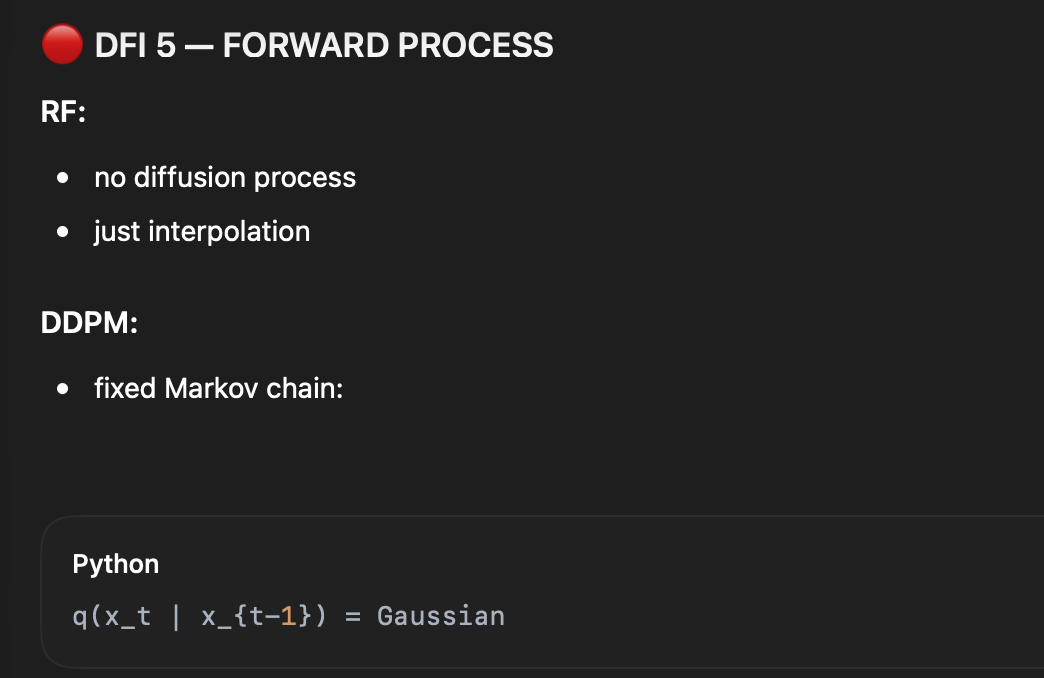 🔴 DFI 5 — FORWARD PROCESS
RF:
• no diffusion process
• just interpolation
DDPM:
• fixed Markov chain:
Python
q(x_t | x_{t-1}) = Gaussian